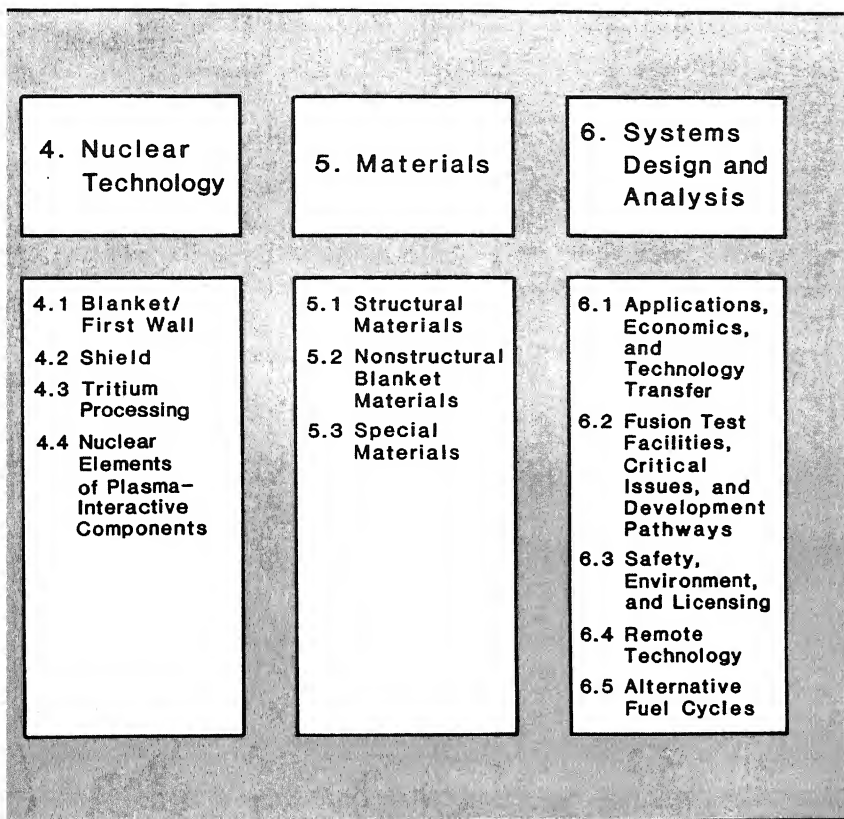 4. Nuclear
Technology
5. Materials
6. Systems
Design and
Analysis
4.1 Blanket/
First Wall
4.2 Shield
4.3 Tritium
Processing
4.4 Nuclear
Elements
of Plasma–
Interactive
Components
5.1 Structural
Materials
5.2 Nonstructural
Blanket
Materials
5.3 Special
Materials
6.1 Applications,
Economics,
and
Technology
Transfer
6.2 Fusion Test
Facilities,
Critical
Issues, and
Development
Pathways
6.3 Safety,
Environment,
and Licensing
6.4 Remote
Technology
6.5 Alternative
Fuel Cycles